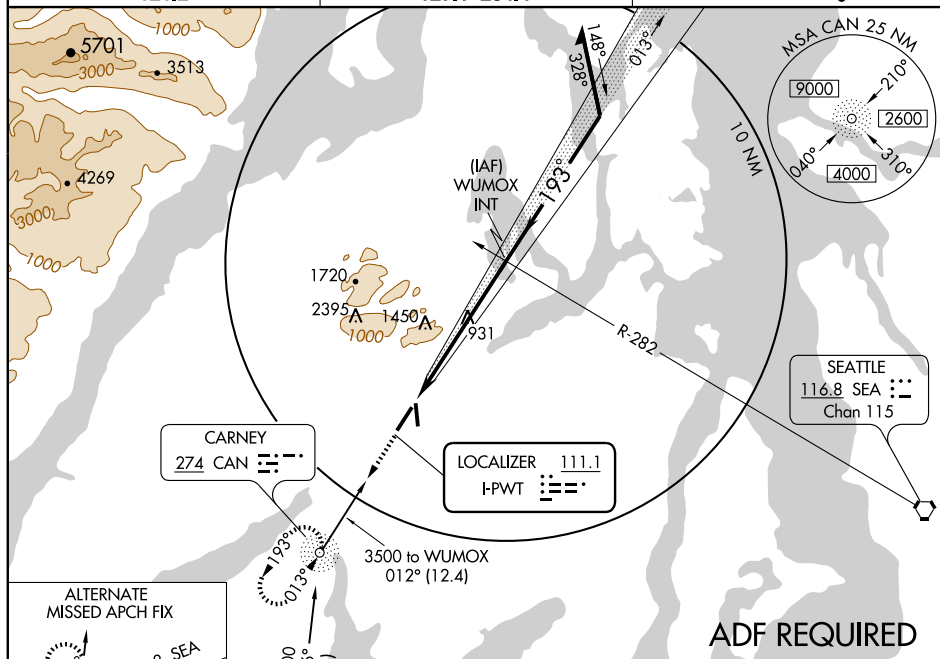 5701
3000
3513
1000
4269
3000
1000
148°
328°
013°
MSA CAN 25 NM
9000
210°
2600
040°
310°
4000
10 NM
(IAF)
WUMOX
INT
193°
1720
2395
1450
1000
931
R-282
SEATTLE
116.8 SEA
Chan 115
CARNEY
274 CAN
LOCALIZER 111.1
I-PWT
193°
013°
3500 to WUMOX
012° (12.4)
ALTERNATE
MISSED APCH FIX
SEA
ADF REQUIRED